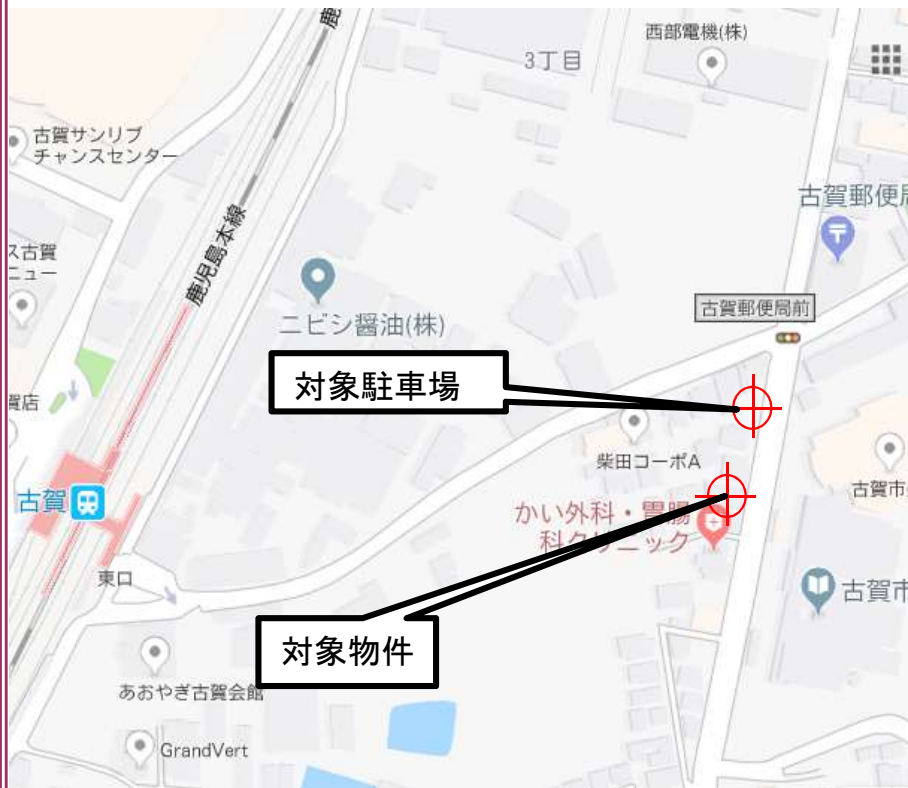 鹿
西部電機(株)
3丁目
古賀サンリブ
チャンスセンター
古賀郵便局
鹿児島本線
ス古賀
ニュー
ニビシ醤油(株)
古賀郵便局前
対象駐車場
賀店
柴田コーポA
古賀
古賀市
かい外科・胃腸
科クリニック
東口
古賀市
対象物件
あおやぎ古賀会館
GrandVert